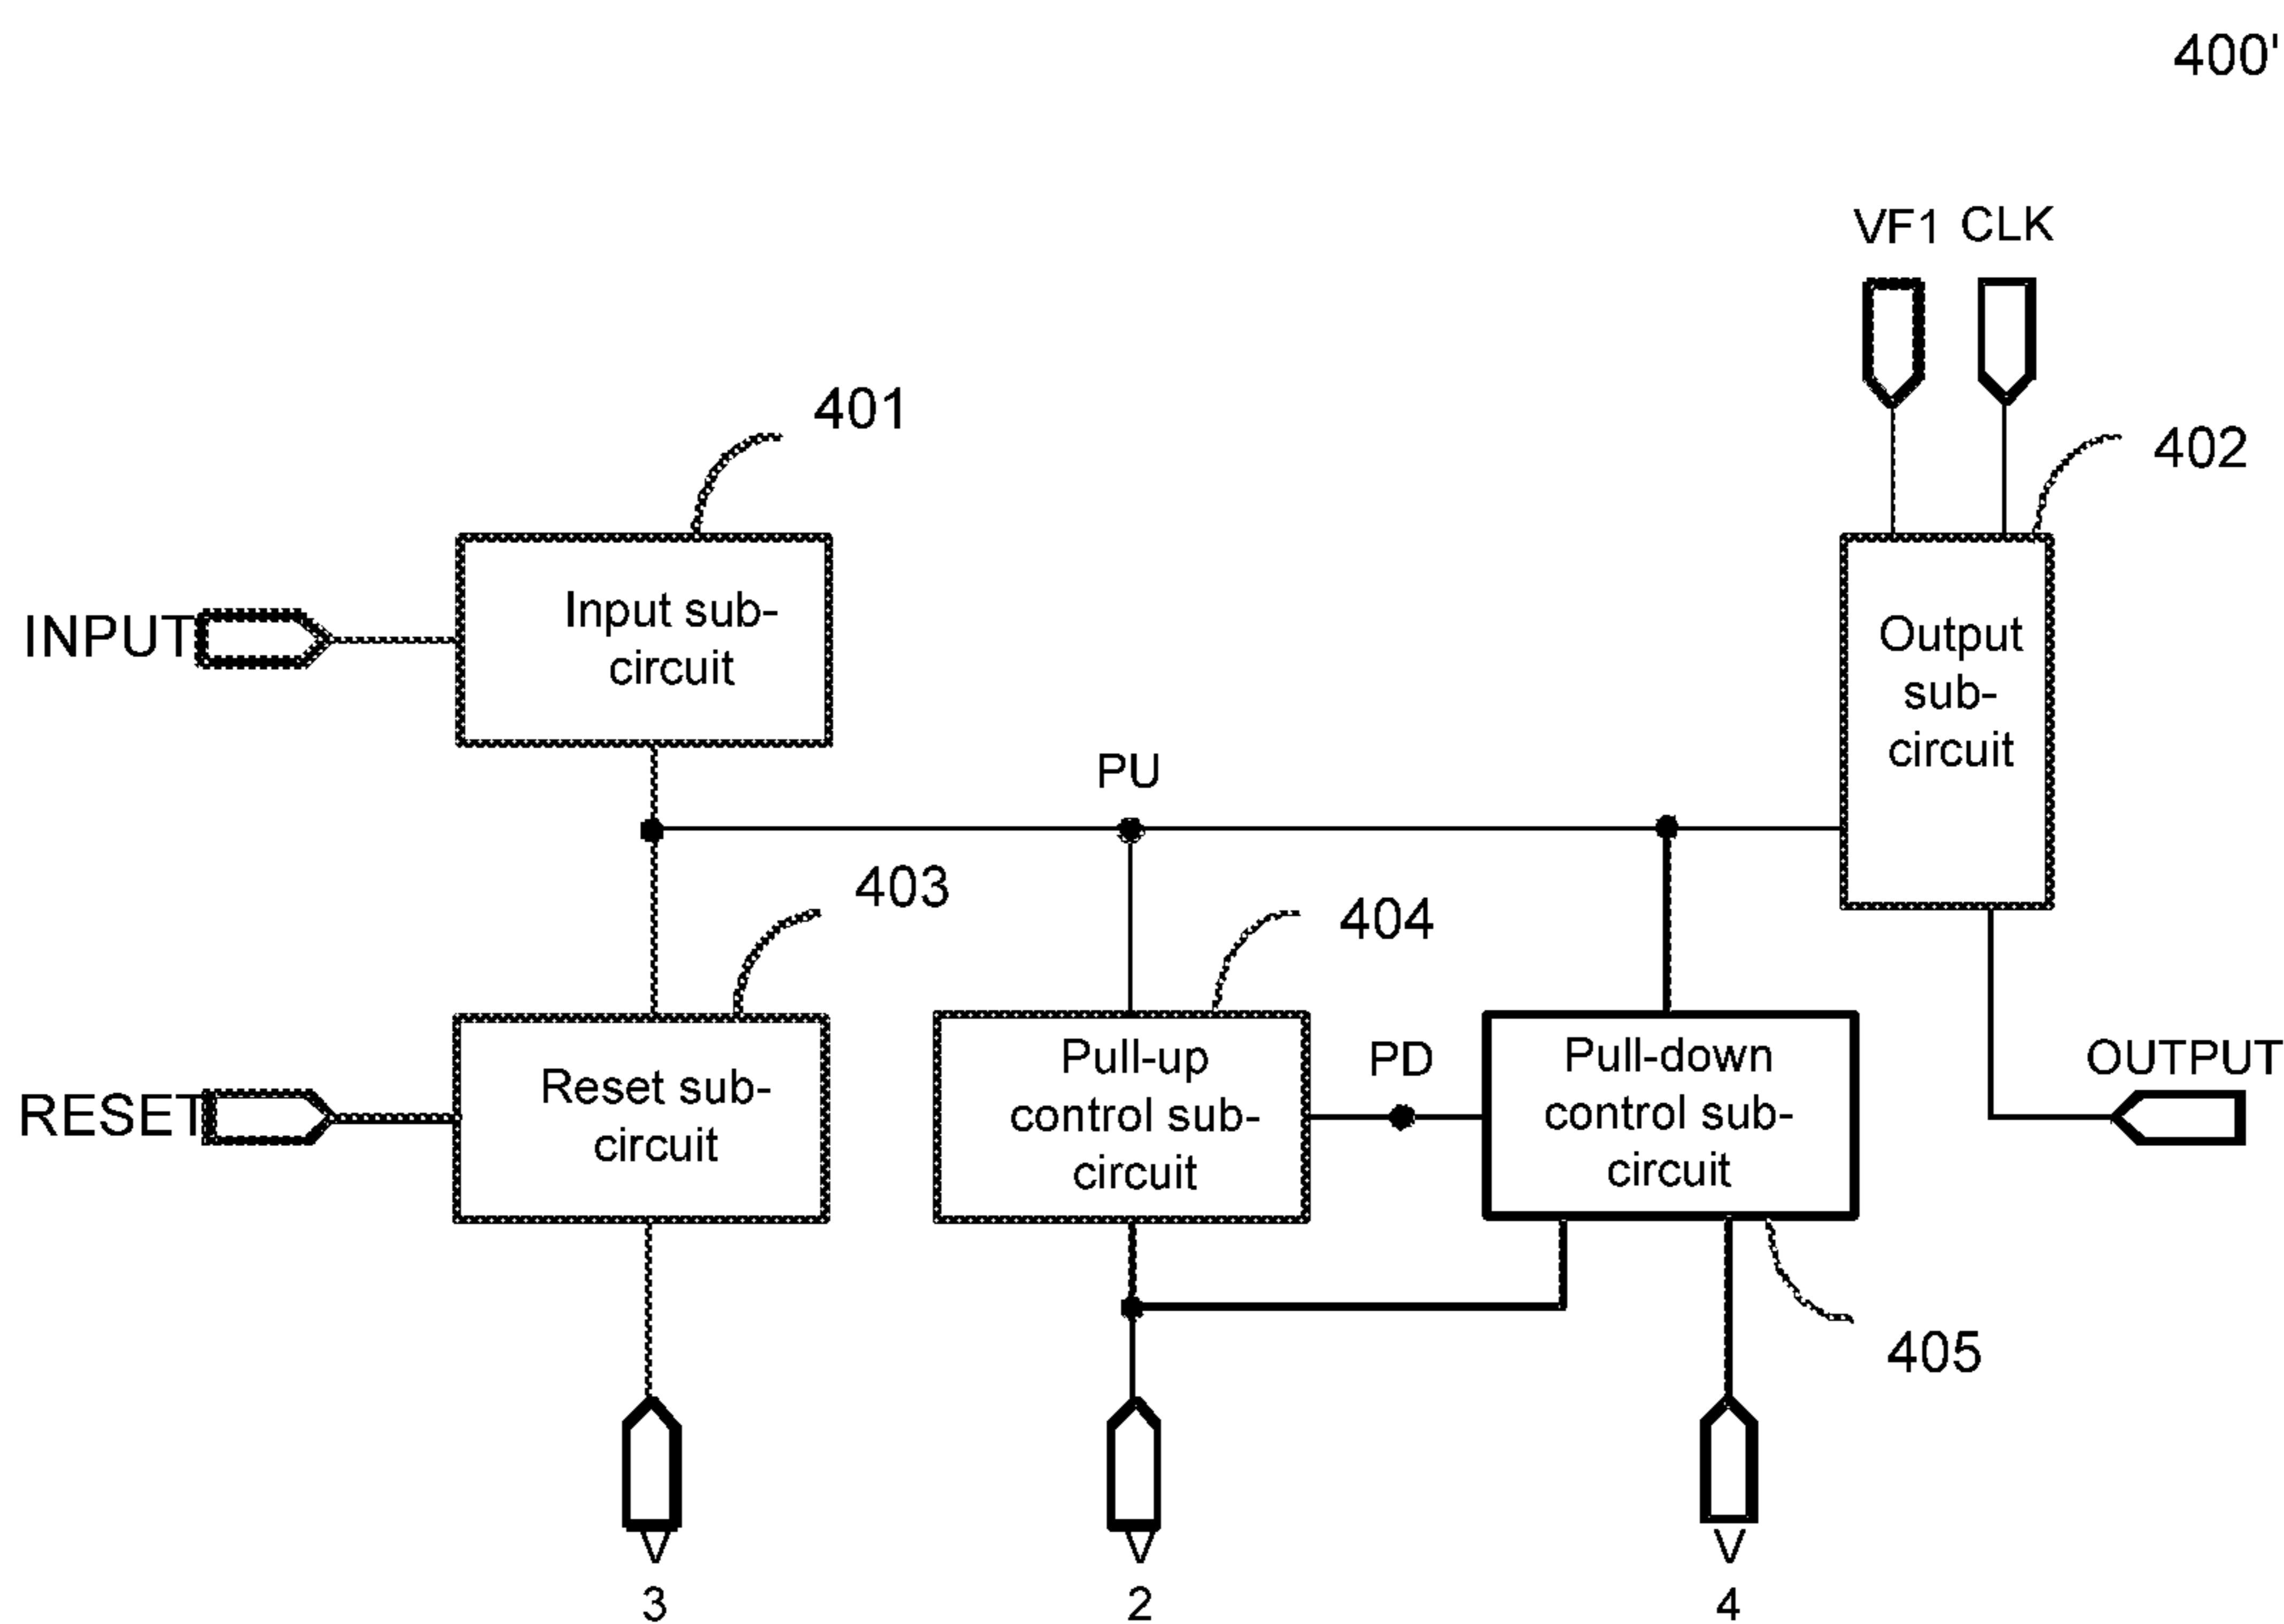 400'
VF1 CLK
401
402
Input sub-
circuit
INPUT
Output
sub-
circuit
PU
403
404
Reset sub-
circuit
RESET
Pull-up
control sub-
circuit
PD
Pull-down
control sub-
circuit
OUTPUT
405
V
3
V
2
V
4